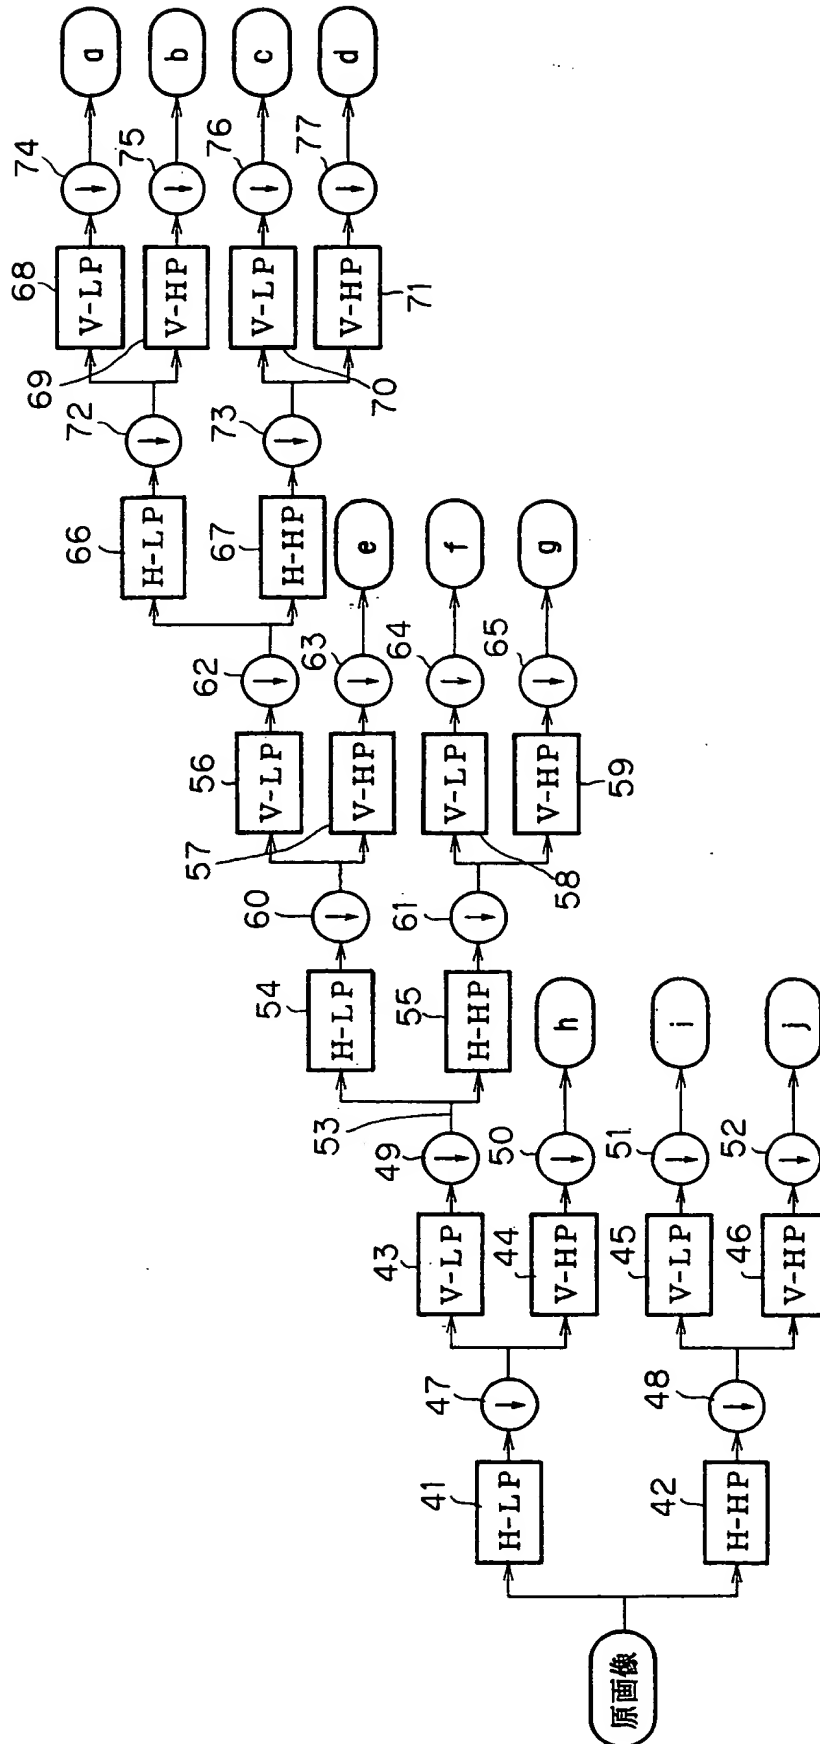 原画像
41
H-LP
42
H-HP
47
48
43
V-LP
44
V-HP
45
V-LP
46
V-HP
49
50
51
52
53
h
i
j
54
H-LP
55
H-HP
60
61
56
V-LP
57
V-HP
58
V-LP
59
V-HP
62
63
64
65
e
f
g
66
H-LP
67
H-HP
72
73
68
V-LP
69
V-HP
70
V-LP
71
V-HP
74
75
76
77
a
b
c
d